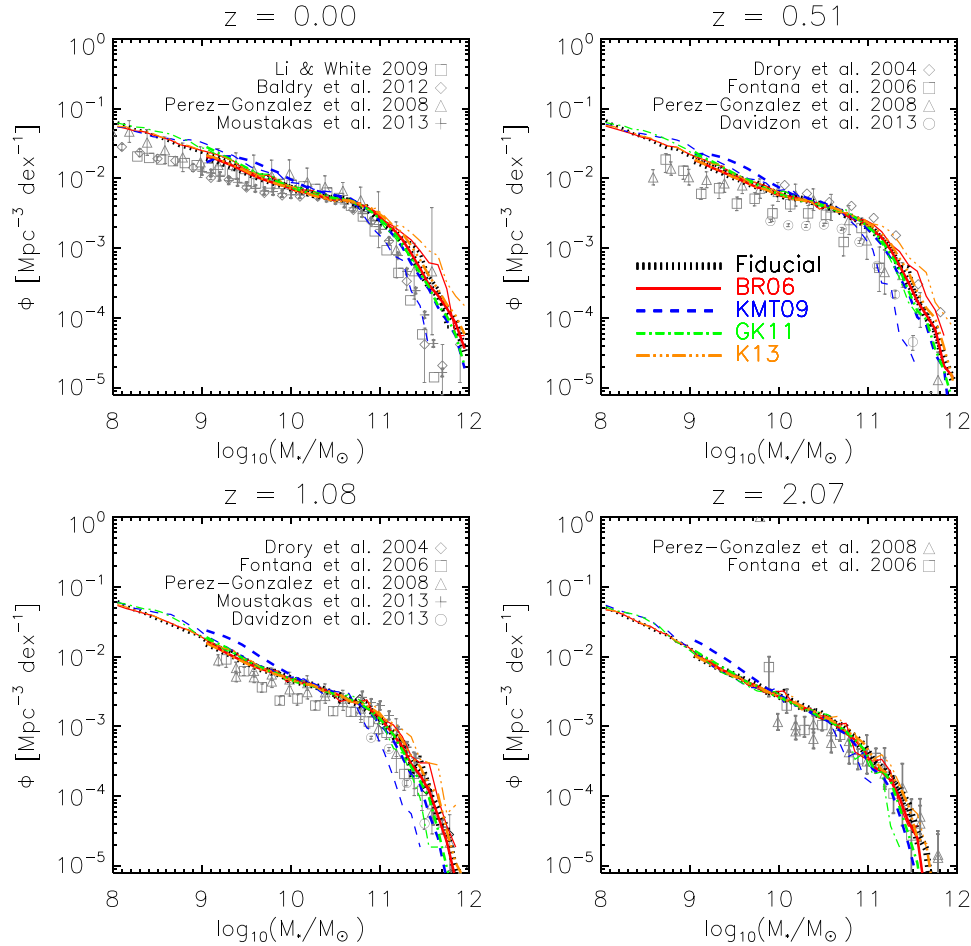 z = 0.00
z = 0.51
10⁰
10⁻¹
10⁻²
10⁻³
10⁻⁴
10⁻⁵
ϕ [Mpc⁻³ dex⁻¹]
Li & White 2009
Baldry et al. 2012
Perez-Gonzalez et al. 2008
Moustakas et al. 2013
8 9 10 11 12
log₁₀(M*/M⊙)
10⁰
10⁻¹
10⁻²
10⁻³
10⁻⁴
10⁻⁵
ϕ [Mpc⁻³ dex⁻¹]
Drory et al. 2004
Fontana et al. 2006
Perez-Gonzalez et al. 2008
Davidzon et al. 2013
Fiducial
BR06
KMT09
GK11
K13
8 9 10 11 12
log₁₀(M*/M⊙)
z = 1.08
z = 2.07
10⁰
10⁻¹
10⁻²
10⁻³
10⁻⁴
10⁻⁵
ϕ [Mpc⁻³ dex⁻¹]
Drory et al. 2004
Fontana et al. 2006
Perez-Gonzalez et al. 2008
Moustakas et al. 2013
Davidzon et al. 2013
8 9 10 11 12
log₁₀(M*/M⊙)
10⁰
10⁻¹
10⁻²
10⁻³
10⁻⁴
10⁻⁵
ϕ [Mpc⁻³ dex⁻¹]
Perez-Gonzalez et al. 2008
Fontana et al. 2006
8 9 10 11 12
log₁₀(M*/M⊙)